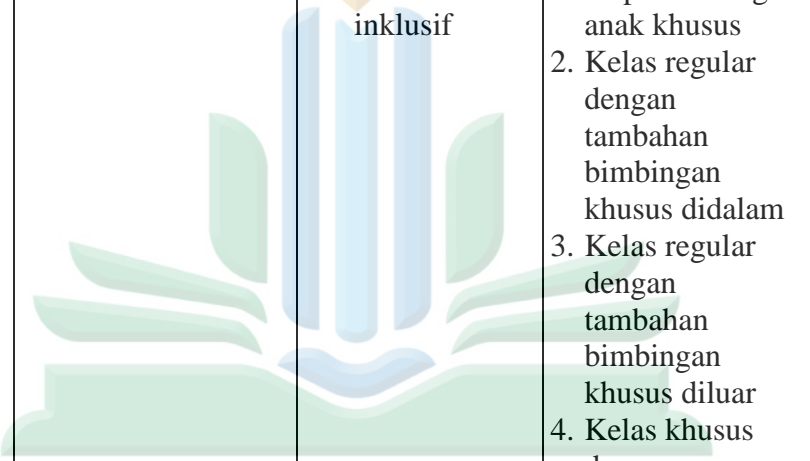 inklusif
anak khusus
2. Kelas regular
dengan
tambahan
bimbingan
khusus didalam
3. Kelas regular
dengan
tambahan
bimbingan
khusus diluar
4. Kelas khusus